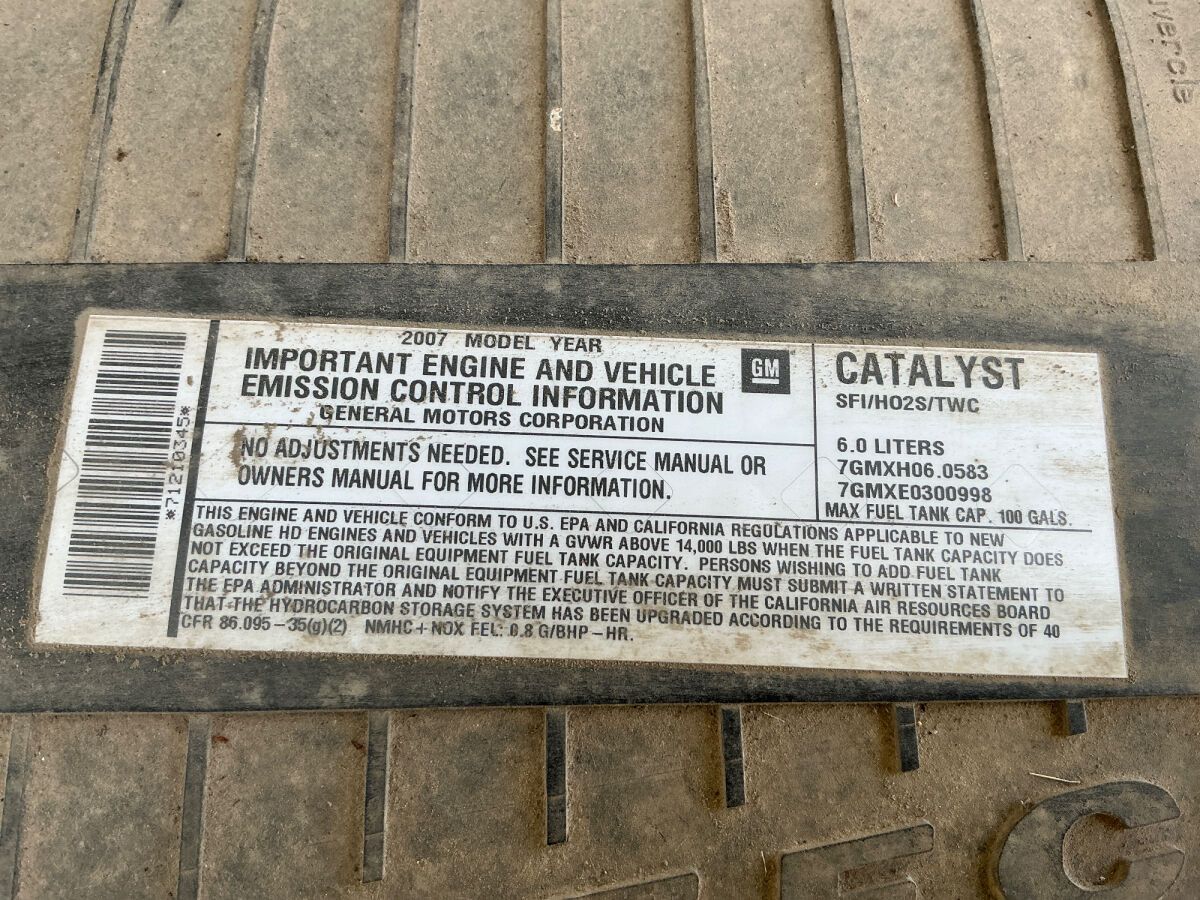 uvercle
2007 MODEL YEAR
IMPORTANT ENGINE AND VEHICLE
EMISSION CONTROL INFORMATION
GENERAL MOTORS CORPORATION
GM
NO ADJUSTMENTS NEEDED. SEE SERVICE MANUAL OR
OWNERS MANUAL FOR MORE INFORMATION.
CATALYST
SFI/HO2S/TWC
6.0 LITERS
7GMXH06.0583
7GMXE0300998
MAX FUEL TANK CAP. 100 GALS.
THIS ENGINE AND VEHICLE CONFORM TO U.S. EPA AND CALIFORNIA REGULATIONS APPLICABLE TO NEW
GASOLINE HD ENGINES AND VEHICLES WITH A GVWR ABOVE 14,000 LBS WHEN THE FUEL TANK CAPACITY DOES
NOT EXCEED THE ORIGINAL EQUIPMENT FUEL TANK CAPACITY. PERSONS WISHING TO ADD FUEL TANK
CAPACITY BEYOND THE ORIGINAL EQUIPMENT FUEL TANK CAPACITY MUST SUBMIT A WRITTEN STATEMENT TO
THE EPA ADMINISTRATOR AND NOTIFY THE EXECUTIVE OFFICER OF THE CALIFORNIA AIR RESOURCES BOARD
THAT THE HYDROCARBON STORAGE SYSTEM HAS BEEN UPGRADED ACCORDING TO THE REQUIREMENTS OF 40
CFR 86.095-35(g)(2) NMHC + NOX FEL: 0.8 G/BHP-HR.
*71210345*